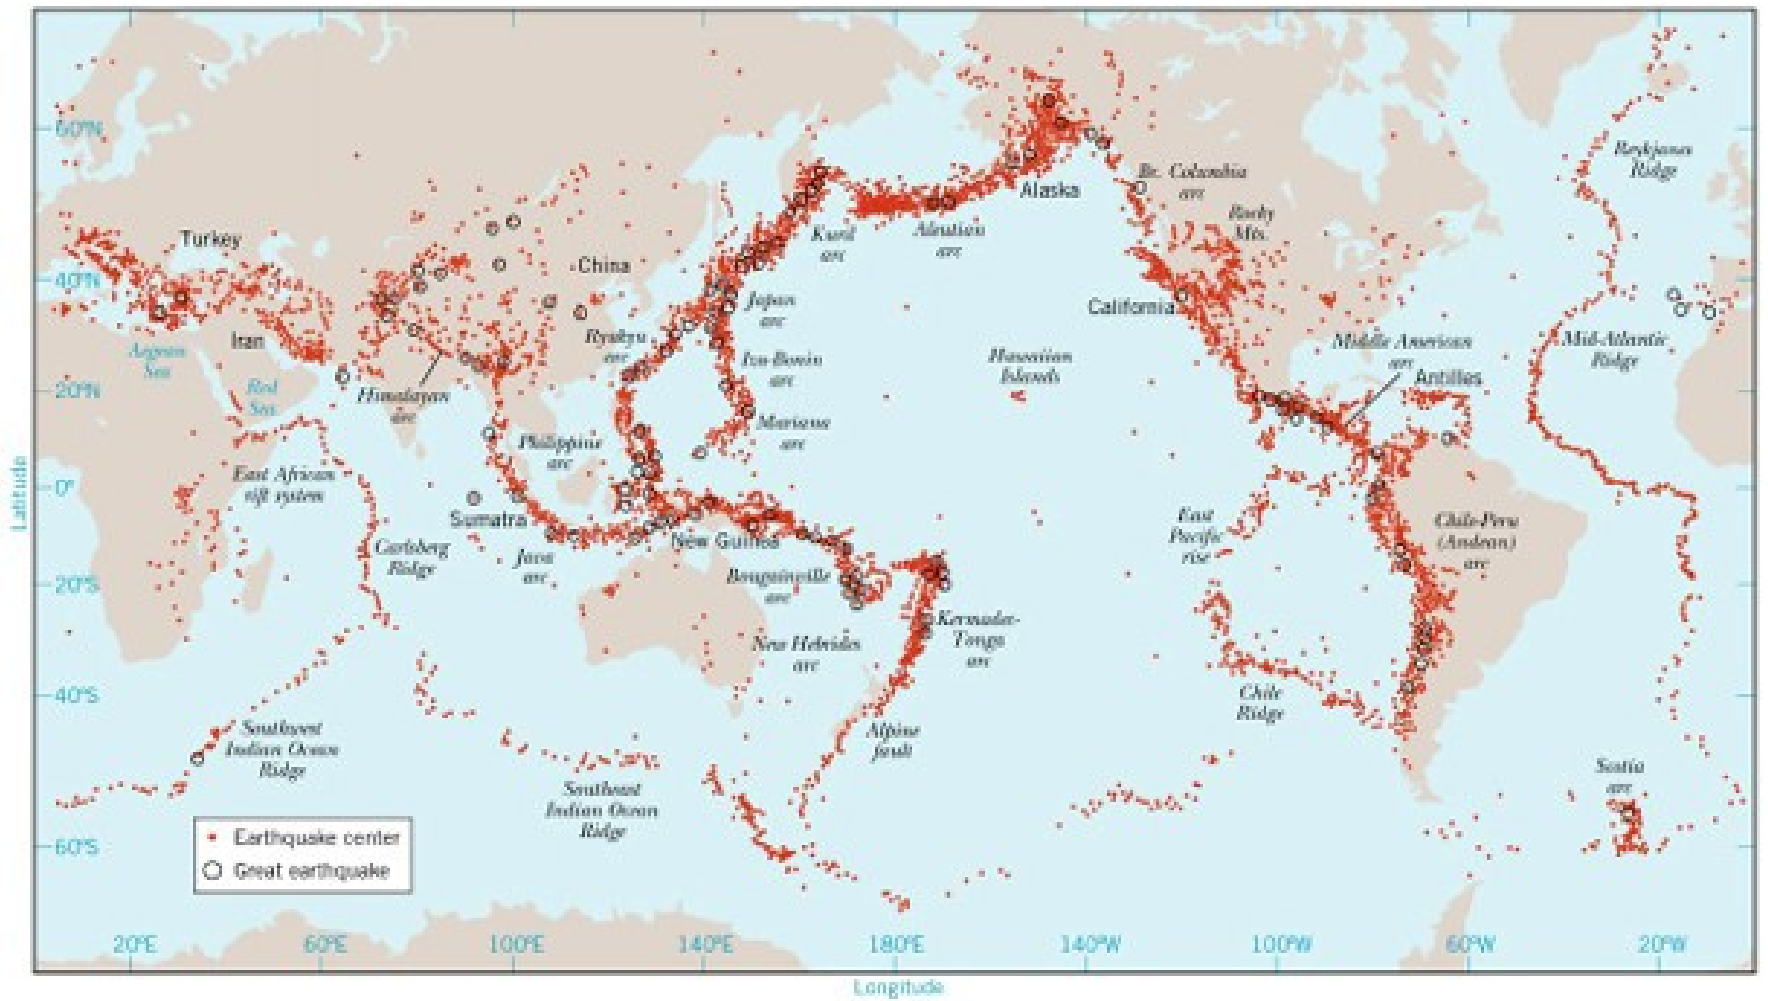 60°N
Reykjanes
Ridge
Br. Columbia
arc
Alaska
Rocky
Mts.
Turkey
Kuril
arc
Aleutian
arc
China
40°N
California
Japan
arc
Iran
Ryukyu
arc
Aegean
Sea
Izu-Bonin
arc
Hawaiian
Islands
Middle American
arc
Mid-Atlantic
Ridge
Antilles
20°N
Red
Sea
Himalayan
arc
Mariana
arc
Philippine
arc
East African
rift system
0°
Latitude
Sumatra
New Guinea
East
Pacific
rise
Chile-Peru
(Andean)
arc
Carlsberg
Ridge
Java
arc
Bougainville
arc
20°S
Kermadec-
Tonga
arc
New Hebrides
arc
40°S
Chile
Ridge
Southwest
Indian Ocean
Ridge
Alpine
fault
Scotia
arc
Southeast
Indian Ocean
Ridge
Earthquake center
Great earthquake
60°S
20°E 60°E 100°E 140°E 180°E 140°W 100°W 60°W 20°W
Longitude